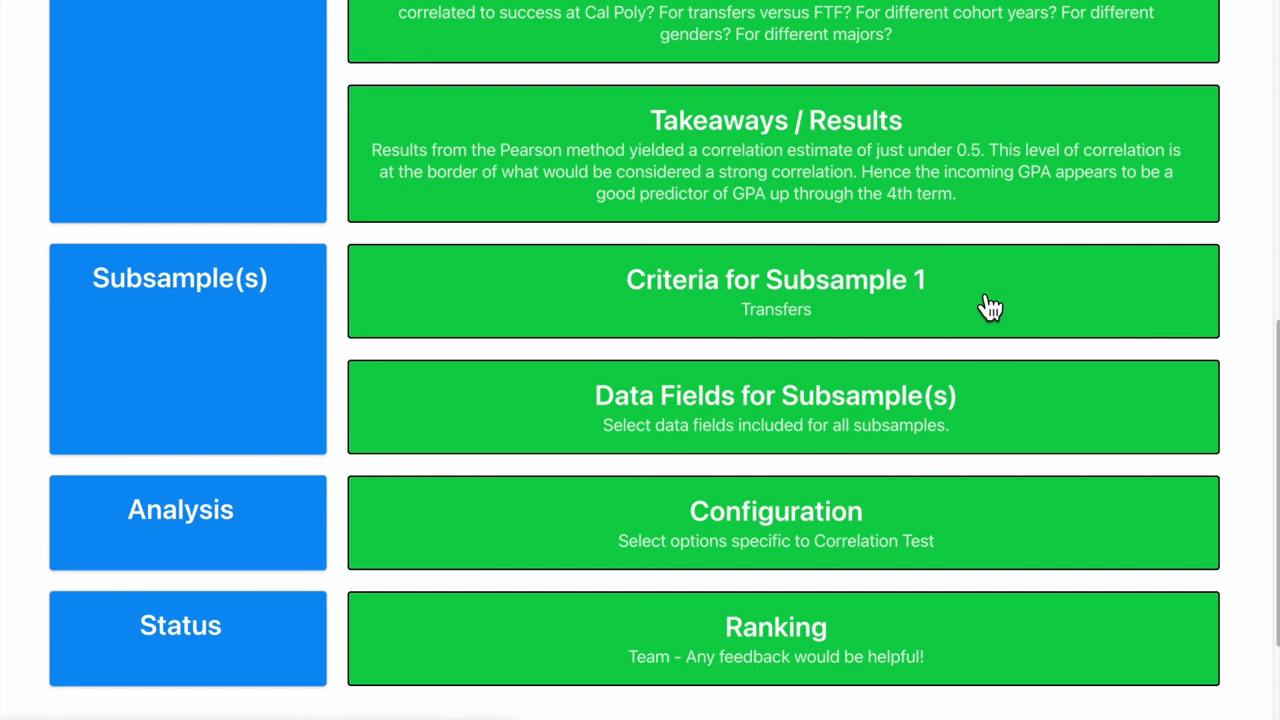 correlated to success at Cal Poly? For transfers versus FTF? For different cohort years? For different
genders? For different majors?
Takeaways / Results
Results from the Pearson method yielded a correlation estimate of just under 0.5. This level of correlation is
at the border of what would be considered a strong correlation. Hence the incoming GPA appears to be a
good predictor of GPA up through the 4th term.
Subsample(s)
Criteria for Subsample 1
Transfers
Data Fields for Subsample(s)
Select data fields included for all subsamples.
Analysis
Configuration
Select options specific to Correlation Test
Status
Ranking
Team - Any feedback would be helpful!